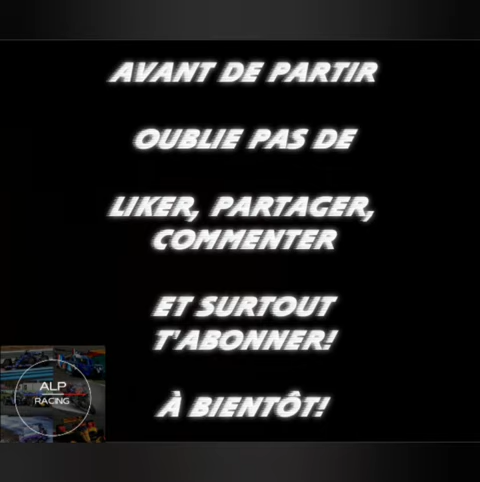 AVANT DE PARTIR
OUBLIE PAS DE
LIKER, PARTAGER,
COMMENTER
ET SURTOUT
T'ABONNER!
ALP
RACING
À BIENTÔT!